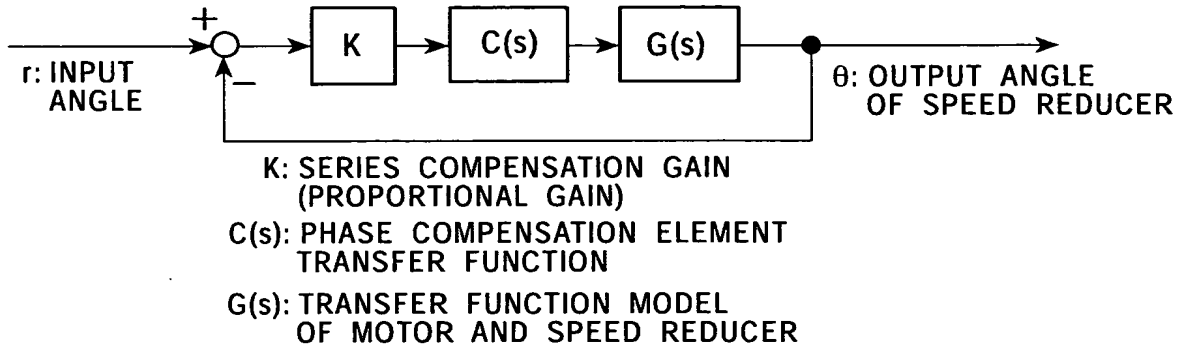 +
K
C(s)
G(s)
−
r: INPUT
ANGLE
θ: OUTPUT ANGLE
OF SPEED REDUCER
K: SERIES COMPENSATION GAIN
(PROPORTIONAL GAIN)
C(s): PHASE COMPENSATION ELEMENT
TRANSFER FUNCTION
G(s): TRANSFER FUNCTION MODEL
OF MOTOR AND SPEED REDUCER